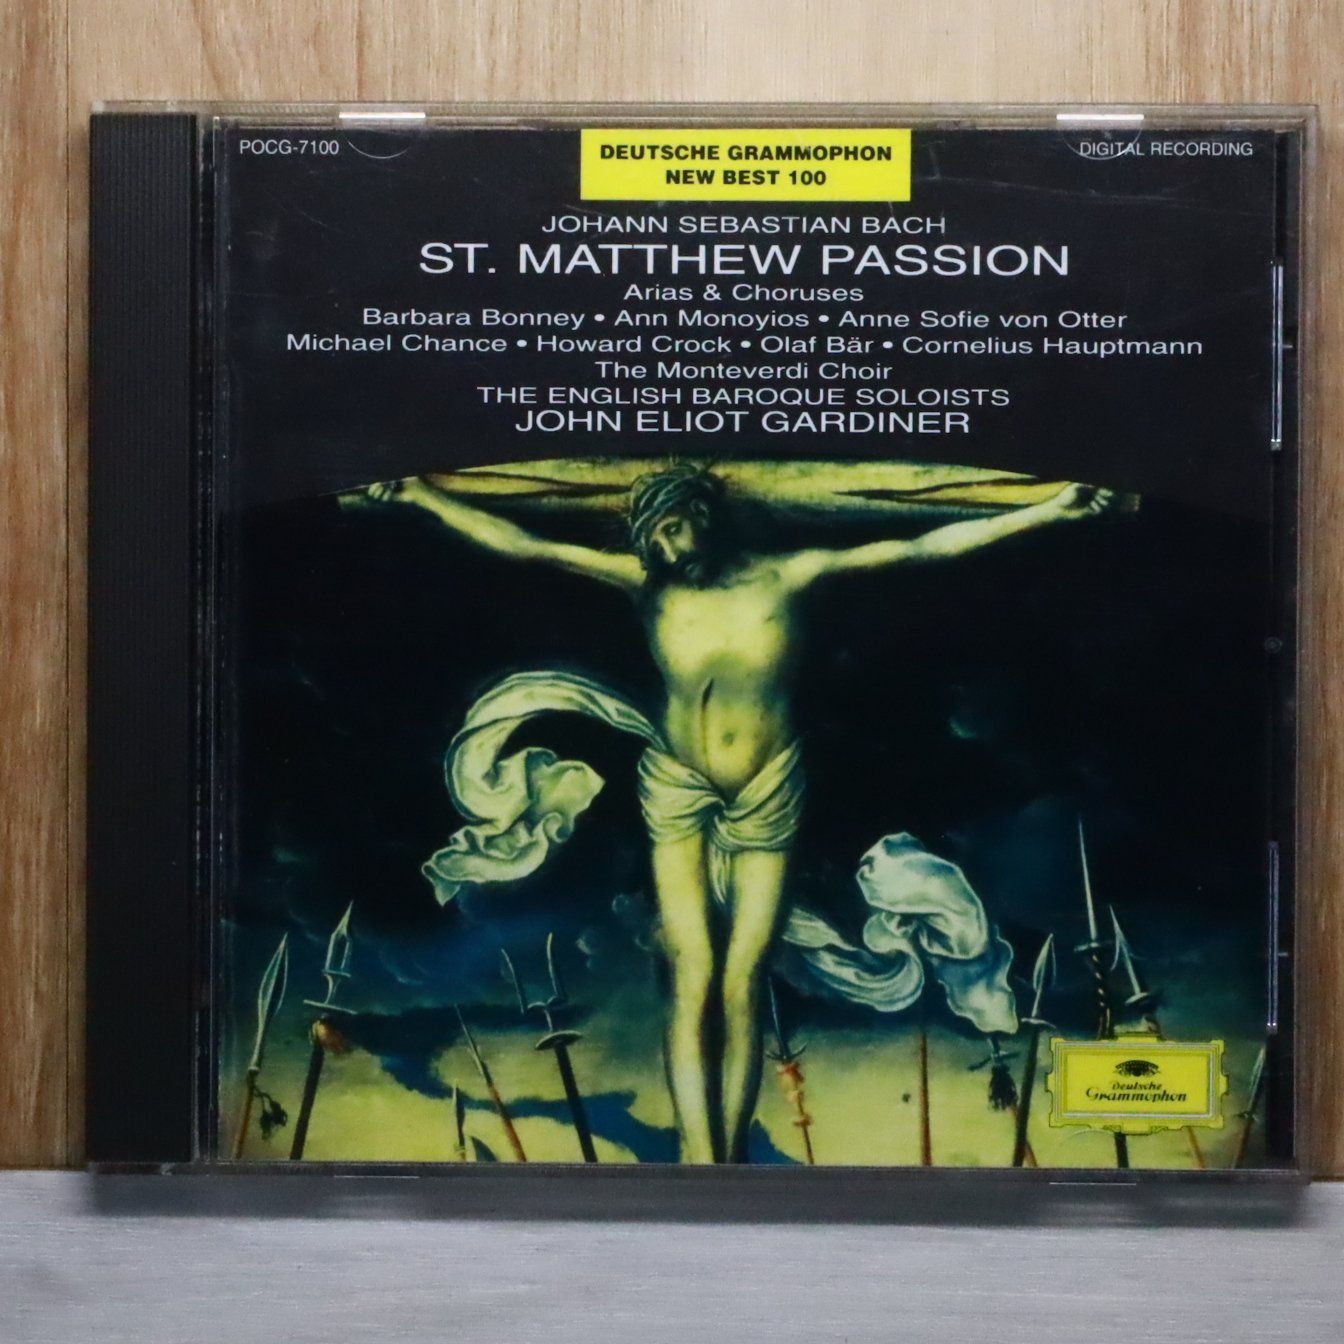 POCG-7100
DEUTSCHE GRAMMOPHON
NEW BEST 100
DIGITAL RECORDING
JOHANN SEBASTIAN BACH
ST. MATTHEW PASSION
Arias & Choruses
Barbara Bonney • Ann Monoyios • Anne Sofie von Otter
Michael Chance • Howard Crock • Olaf Bär • Cornelius Hauptmann
The Monteverdi Choir
THE ENGLISH BAROQUE SOLOISTS
JOHN ELIOT GARDINER
Deutsche
Grammophon